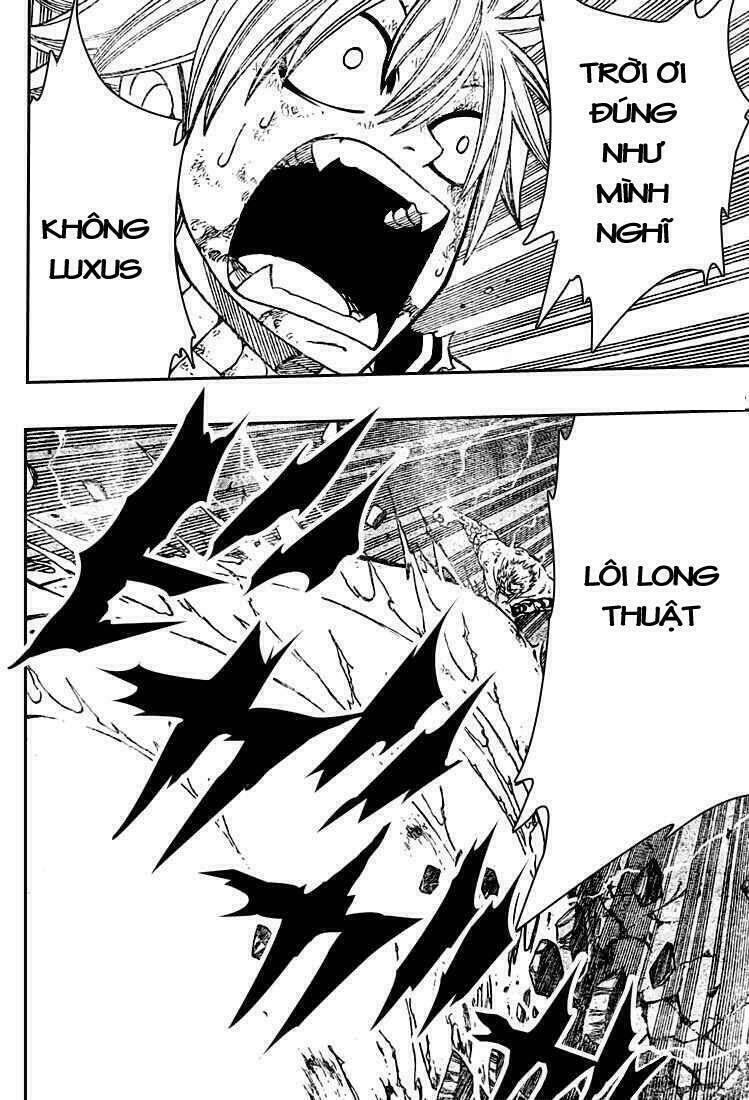 TRỜI ƠI
ĐÚNG
NHƯ
MÌNH
NGHĨ
KHÔNG
LUXUS
LÔI LONG
THUẬT